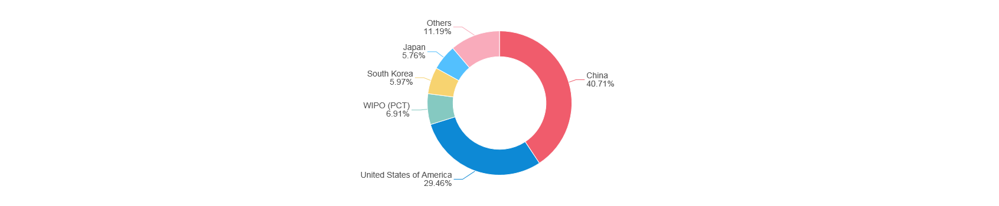 Others
11.19%
Japan
5.76%
South Korea
5.97%
WIPO (PCT)
6.91%
United States of America
29.46%
China
40.71%